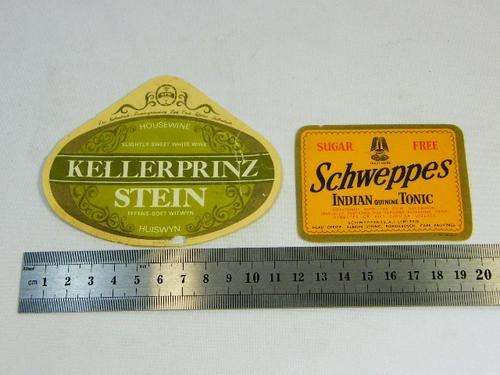 HOUSEWINE
SLIGHTLY SWEET WHITE WINE
KELLERPRINZ
STEIN
EFFENS-SOET WITWYN
HUISWYN
SUGAR FREE
Schweppes
INDIAN QUININE TONIC
cm 1 2 3 4 5 6 7 8 9 10 11 12 13 14 15 16 17 18 19 20